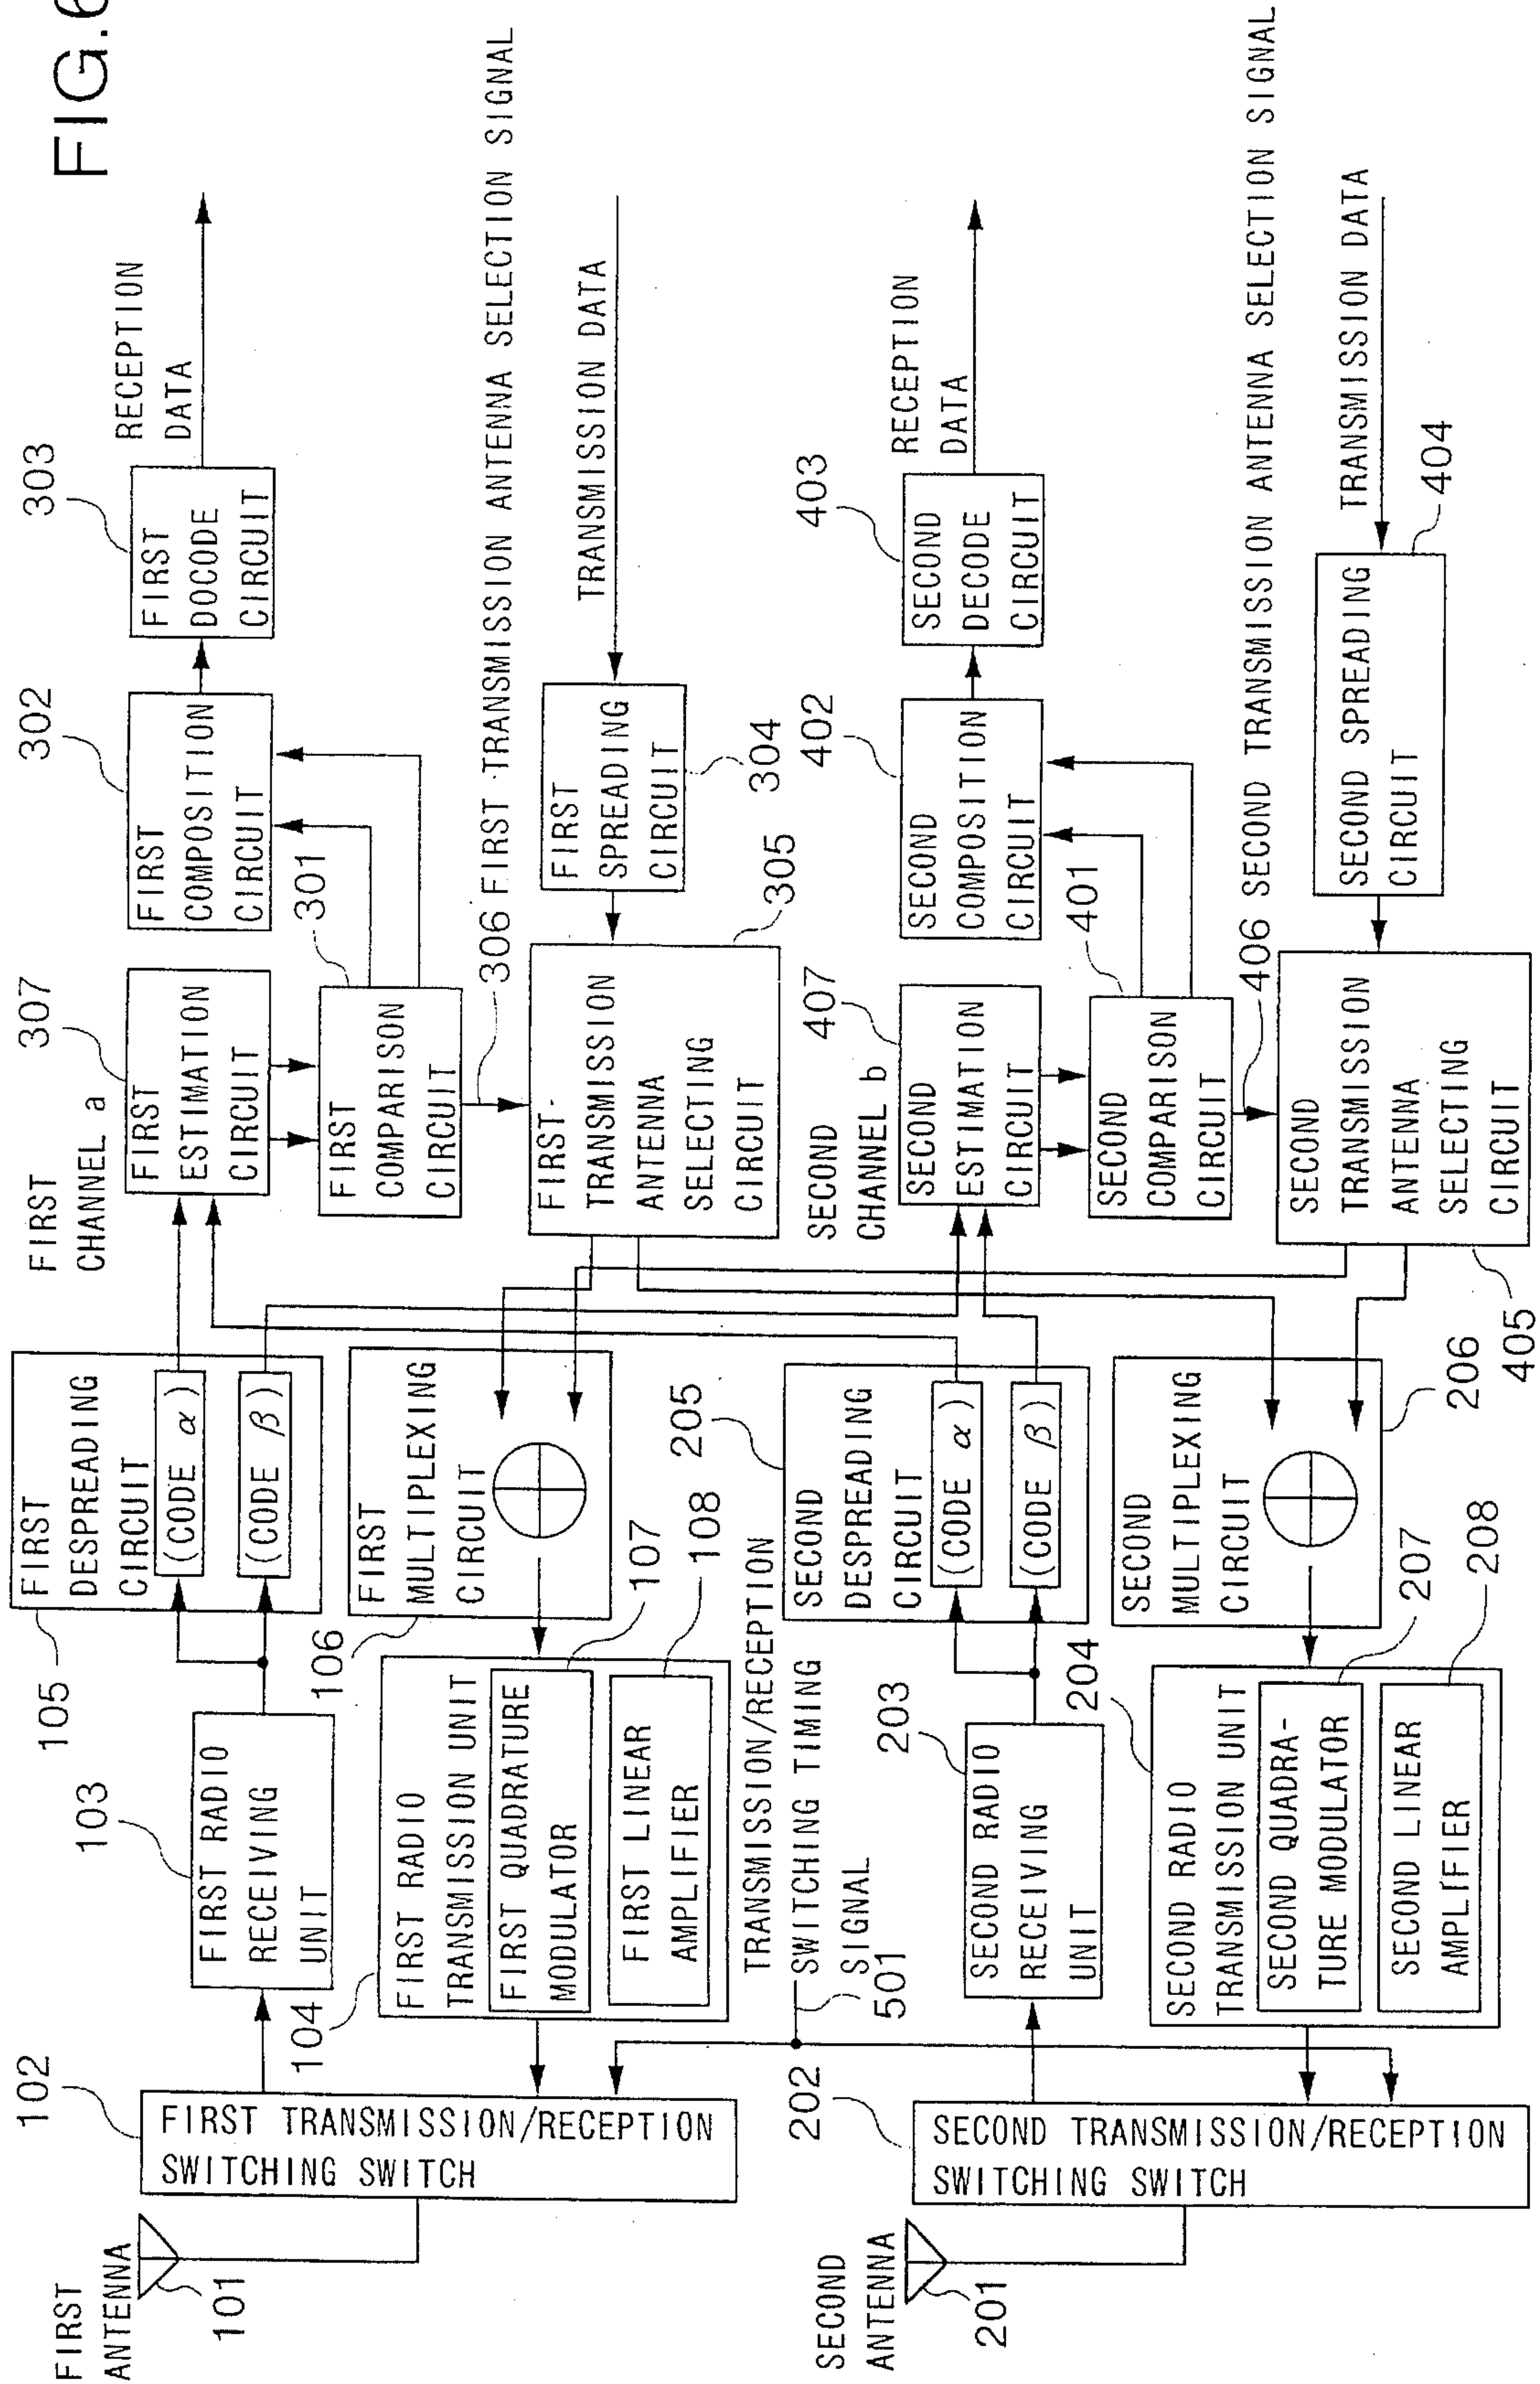 FIG.6
FIRST
ANTENNA
101
102
FIRST TRANSMISSION/RECEPTION
SWITCHING SWITCH
103
FIRST RADIO
RECEIVING
UNIT
104
FIRST RADIO
TRANSMISSION UNIT
FIRST QUADRATURE
MODULATOR
107
FIRST LINEAR
AMPLIFIER
108
105
FIRST
DESPREADING
CIRCUIT
(CODE α)
(CODE β)
106
FIRST
MULTIPLEXING
CIRCUIT
FIRST
CHANNEL a
307
FIRST
ESTIMATION
CIRCUIT
301
FIRST
COMPARISON
CIRCUIT
302
FIRST
COMPOSITION
CIRCUIT
303
FIRST
DOCODE
CIRCUIT
RECEPTION
DATA
306 FIRST TRANSMISSION ANTENNA SELECTION SIGNAL
FIRST-
TRANSMISSION
ANTENNA
SELECTING
CIRCUIT
305
FIRST
SPREADING
CIRCUIT
304
TRANSMISSION DATA
TRANSMISSION/RECEPTION
SWITCHING TIMING
SIGNAL
501
SECOND
ANTENNA
201
202
SECOND TRANSMISSION/RECEPTION
SWITCHING SWITCH
203
SECOND RADIO
RECEIVING
UNIT
204
SECOND RADIO
TRANSMISSION UNIT
SECOND QUADRA-
TURE MODULATOR
207
SECOND LINEAR
AMPLIFIER
208
205
SECOND
DESPREADING
CIRCUIT
(CODE α)
(CODE β)
SECOND
MULTIPLEXING
CIRCUIT
206
SECOND
CHANNEL b
407
SECOND
ESTIMATION
CIRCUIT
401
SECOND
COMPARISON
CIRCUIT
402
SECOND
COMPOSITION
CIRCUIT
403
SECOND
DECODE
CIRCUIT
RECEPTION
DATA
406 SECOND TRANSMISSION ANTENNA SELECTION SIGNAL
SECOND
TRANSMISSION
ANTENNA
SELECTING
CIRCUIT
405
SECOND SPREADING
CIRCUIT
404
TRANSMISSION DATA